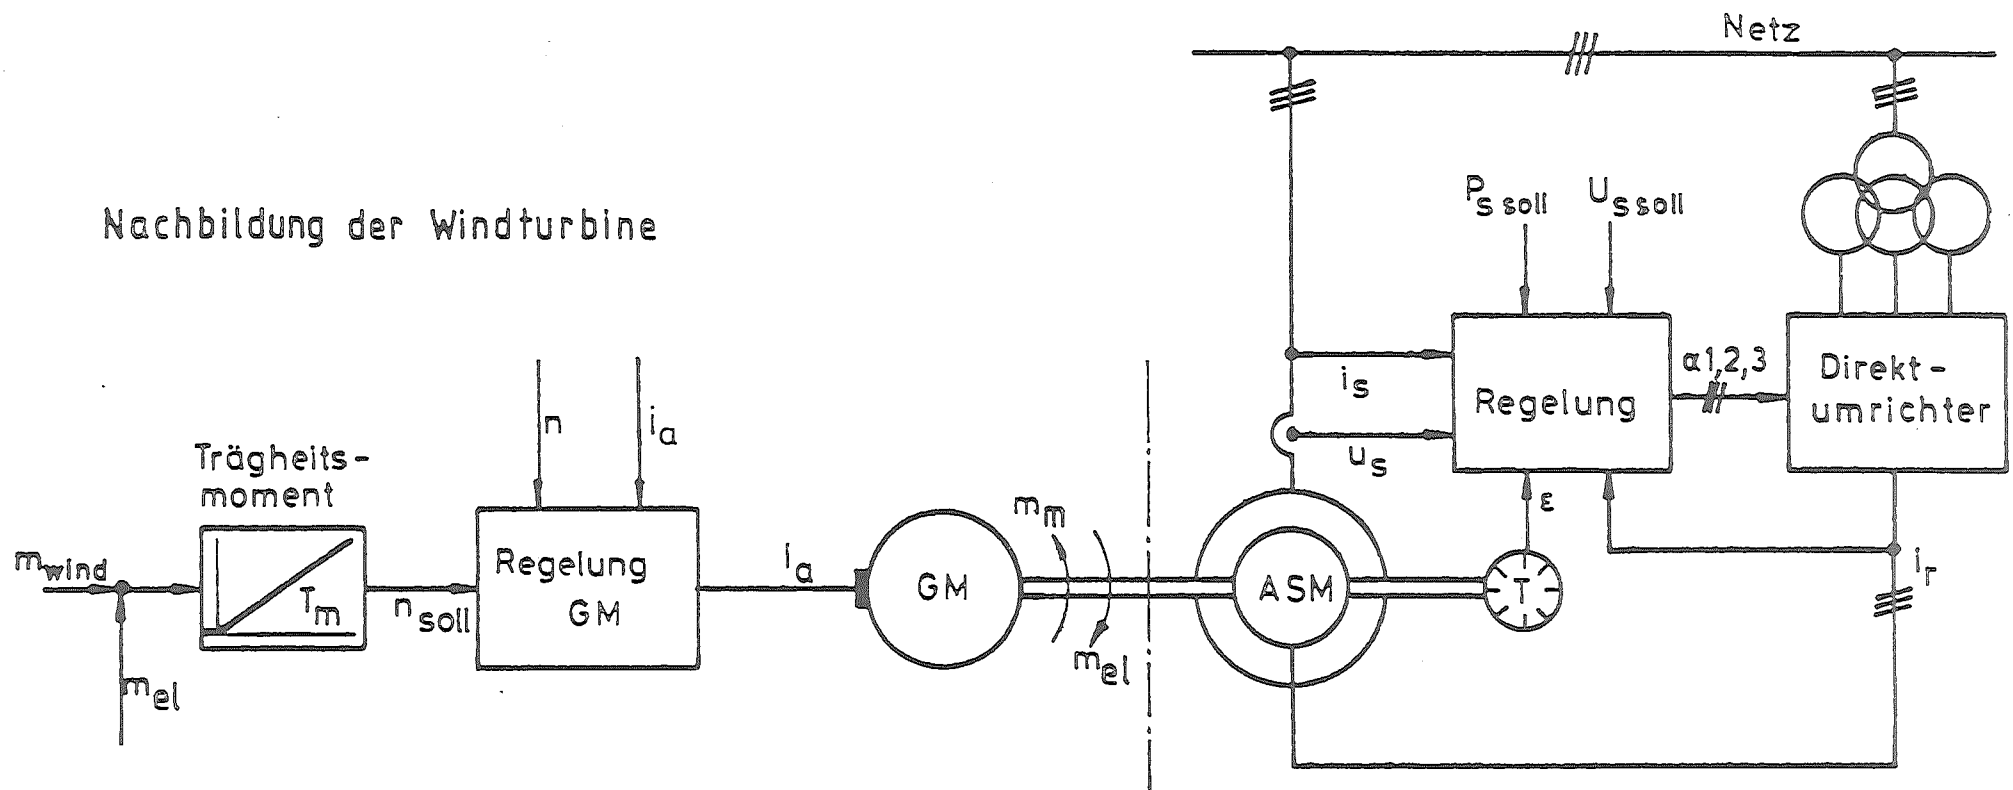 Netz
P_s soll
U_s soll
Nachbildung der Windturbine
α1,2,3
Direkt-
umrichter
i_s
Regelung
n
i_a
u_s
Trägheits-
moment
ε
m_m
m_wind
T_m
Regelung
GM
i_a
GM
ASM
T
i_r
n_soll
m_el
m_el